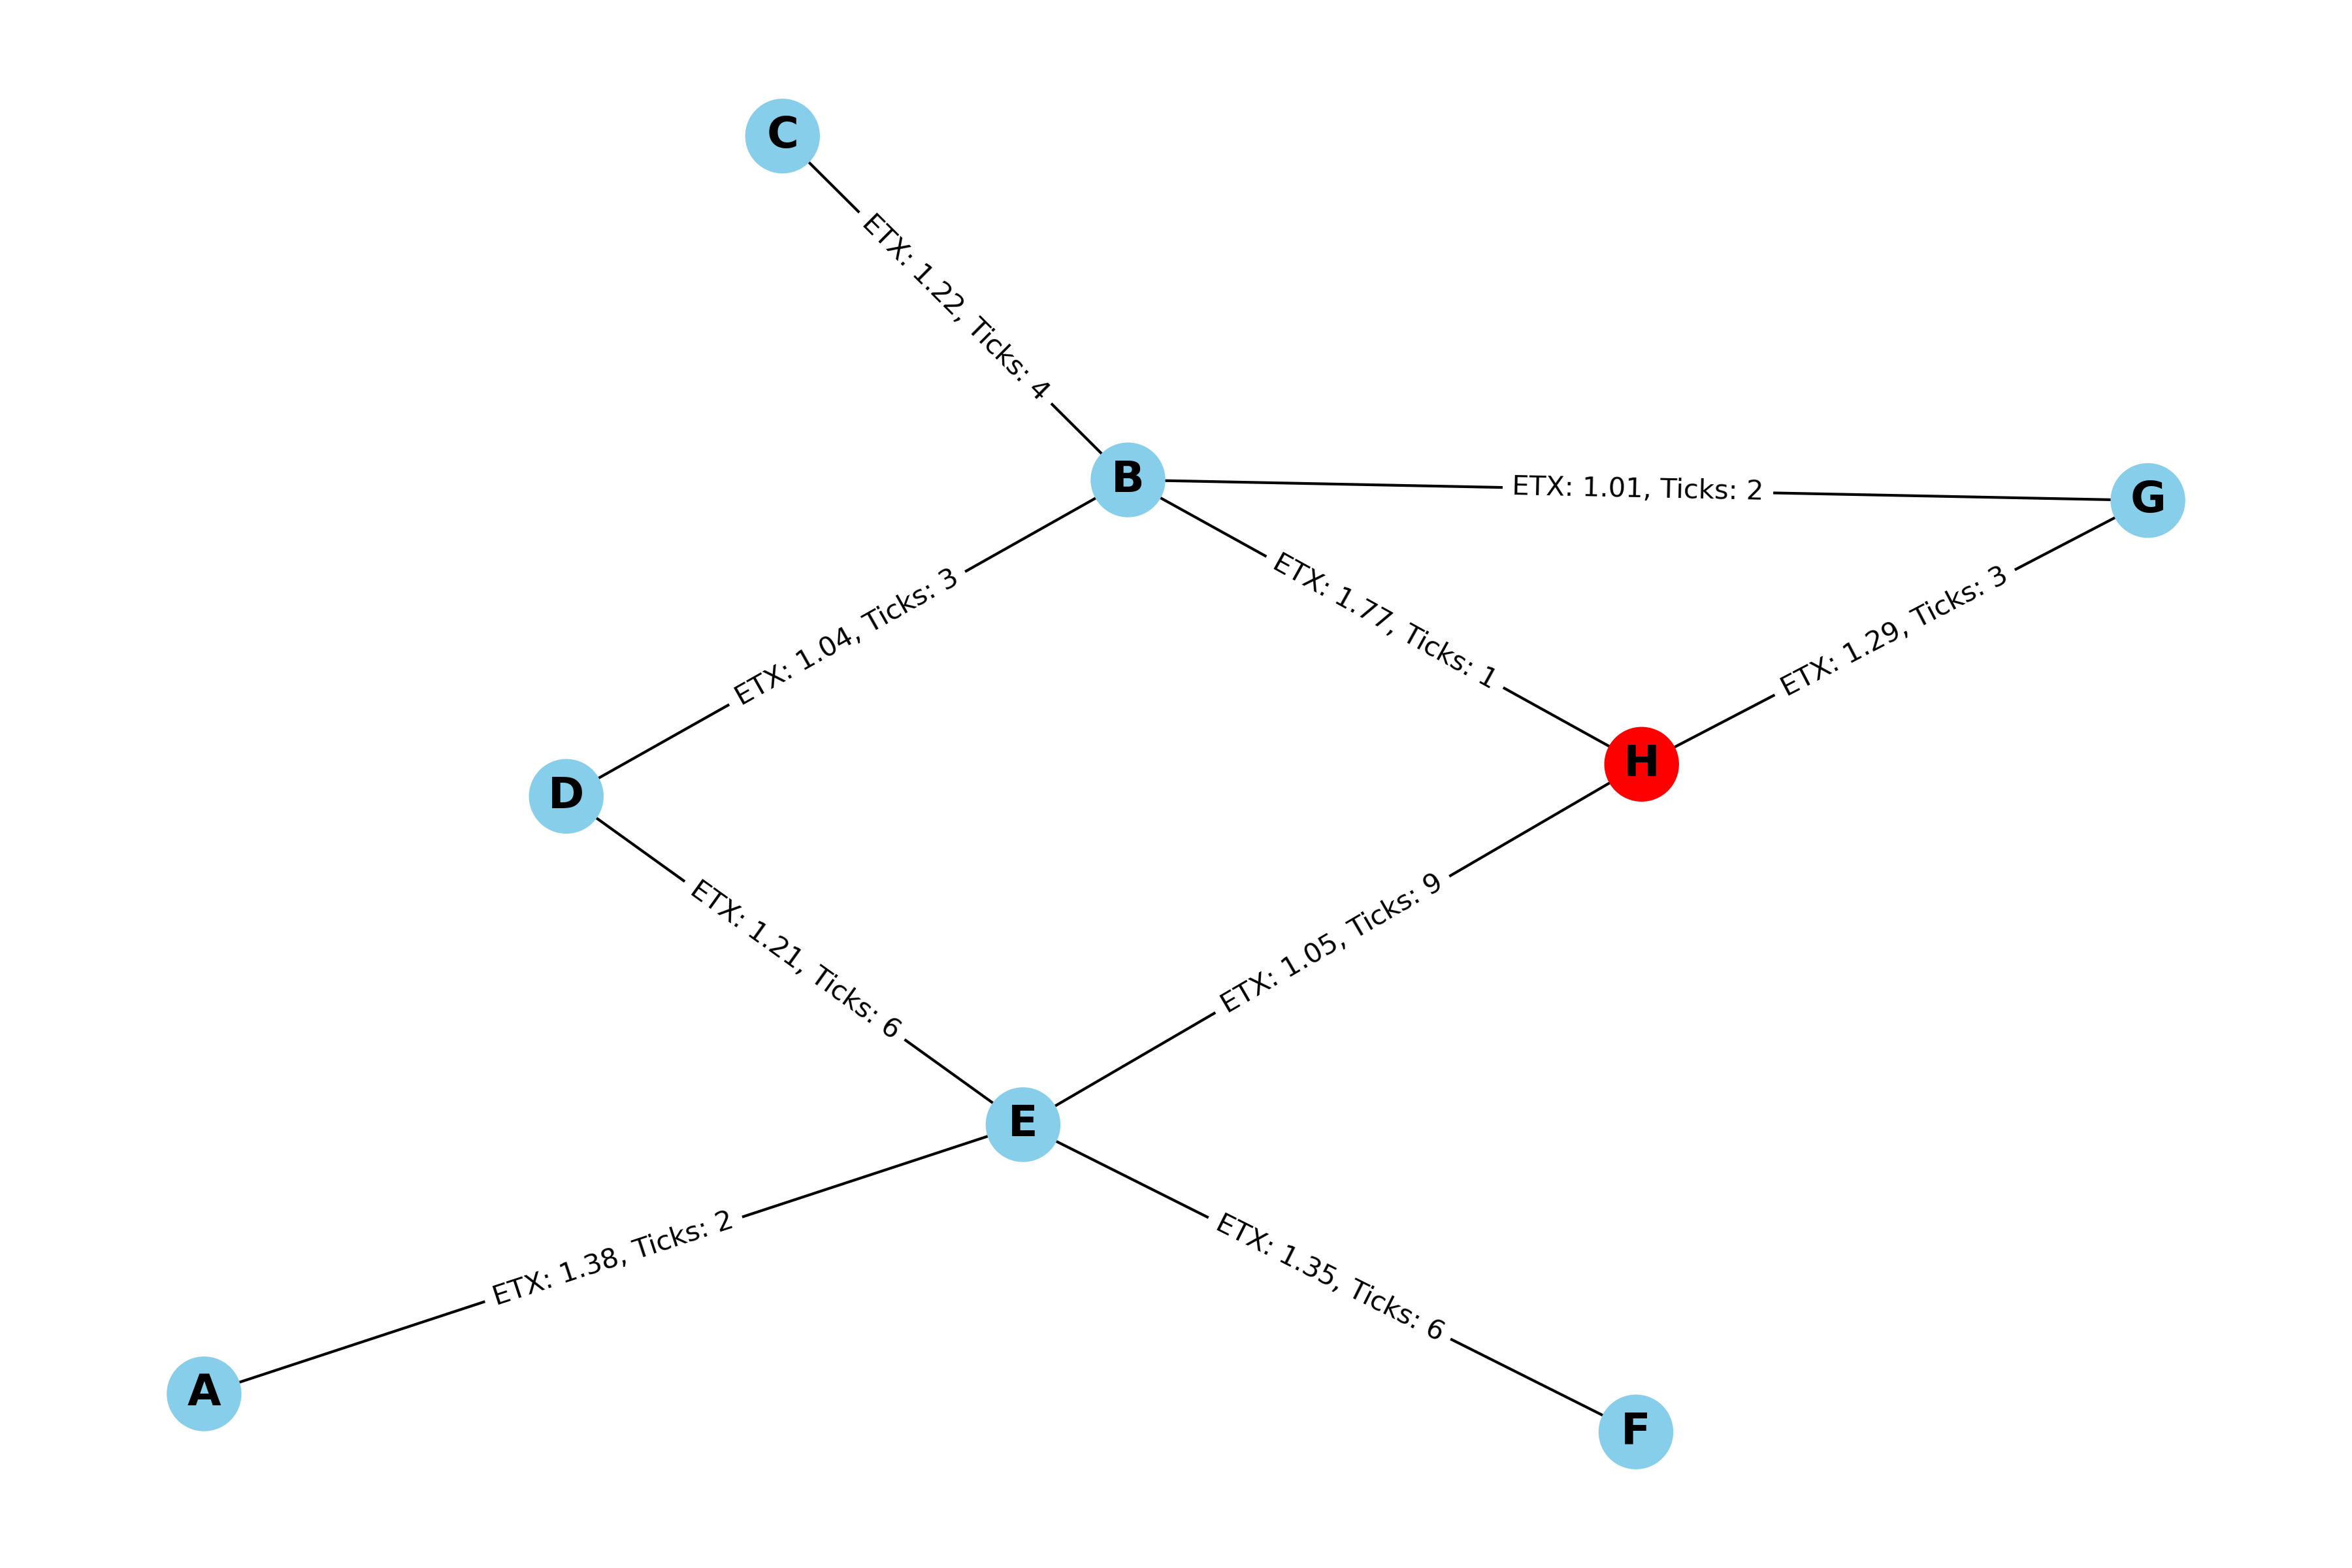 C
ETX: 1.22, Ticks: 4
B
ETX: 1.01, Ticks: 2
G
ETX: 1.04, Ticks: 3
ETX: 1.77, Ticks: 1
ETX: 1.29, Ticks: 3
H
D
ETX: 1.21, Ticks: 6
ETX: 1.05, Ticks: 9
E
ETX: 1.38, Ticks: 2
ETX: 1.35, Ticks: 6
A
F